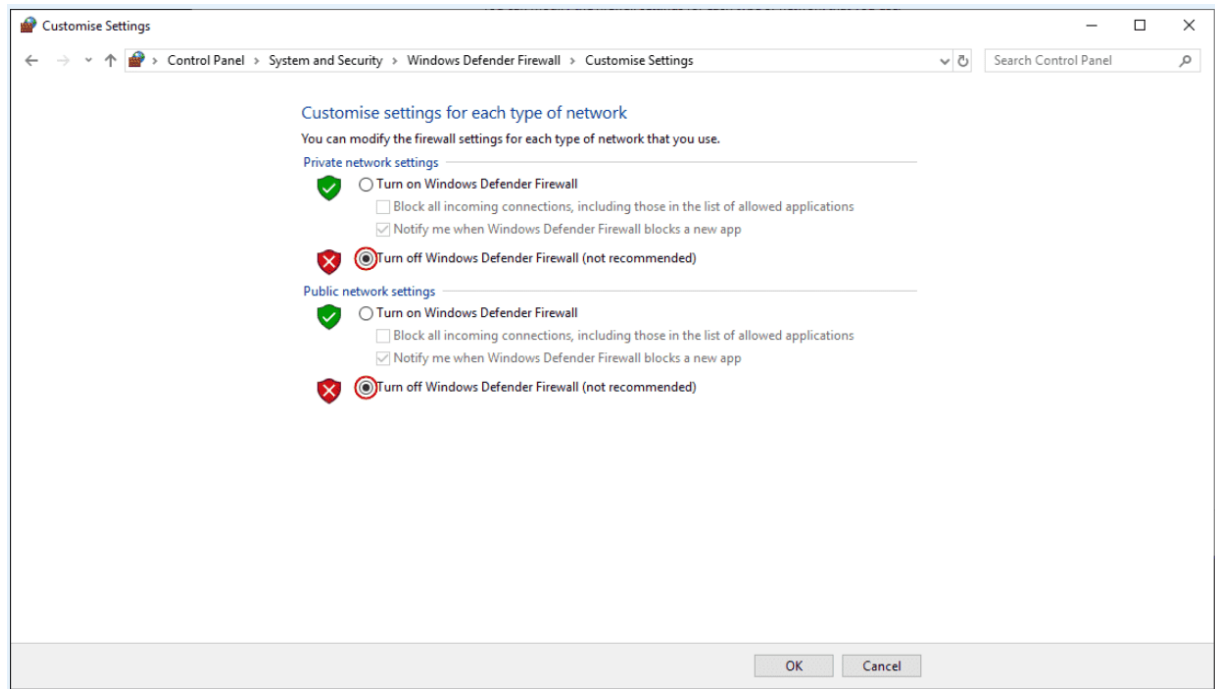 Customise Settings
Control Panel > System and Security > Windows Defender Firewall > Customise Settings
Search Control Panel
Customise settings for each type of network
You can modify the firewall settings for each type of network that you use.
Private network settings
Turn on Windows Defender Firewall
Block all incoming connections, including those in the list of allowed applications
Notify me when Windows Defender Firewall blocks a new app
Turn off Windows Defender Firewall (not recommended)
Public network settings
Turn on Windows Defender Firewall
Block all incoming connections, including those in the list of allowed applications
Notify me when Windows Defender Firewall blocks a new app
Turn off Windows Defender Firewall (not recommended)
OK Cancel